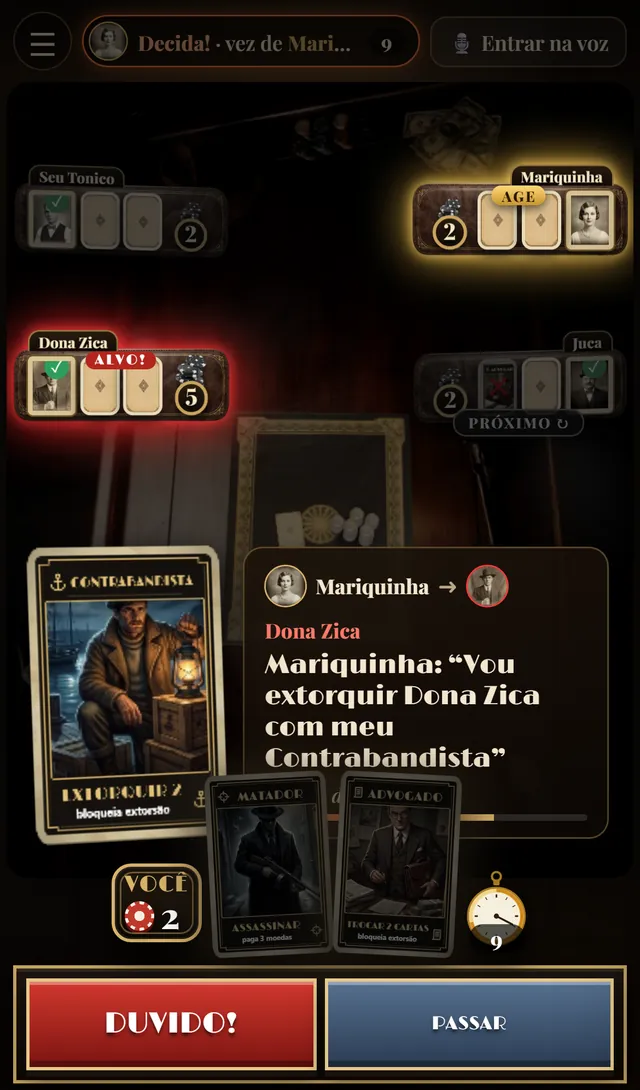 Decida! · vez de Mari... 9
Entrar na voz
Seu Tonico
2
Mariquinha
AGE
2
Dona Zica
ALVO!
5
Juca
2
PRÓXIMO ↻
CONTRABANDISTA
EXTORQUIR 2
bloqueia extorsão
Mariquinha →
Dona Zica
Mariquinha: “Vou
extorquir Dona Zica
com meu
Contrabandista”
MATADOR
ASSASSINAR
paga 3 moedas
ADVOGADO
TROCAR 2 CARTAS
bloqueia extorsão
VOCÊ
2
9
DUVIDO!
PASSAR